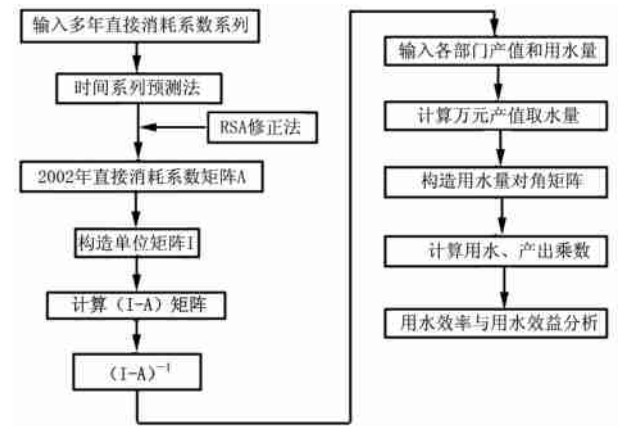 输入多年直接消耗系数系列
时间系列预测法
RSA修正法
2002年直接消耗系数矩阵A
构造单位矩阵I
计算（I-A）矩阵
（I-A）⁻¹
输入各部门产值和用水量
计算万元产值取水量
构造用水量对角矩阵
计算用水、产出乘数
用水效率与用水效益分析